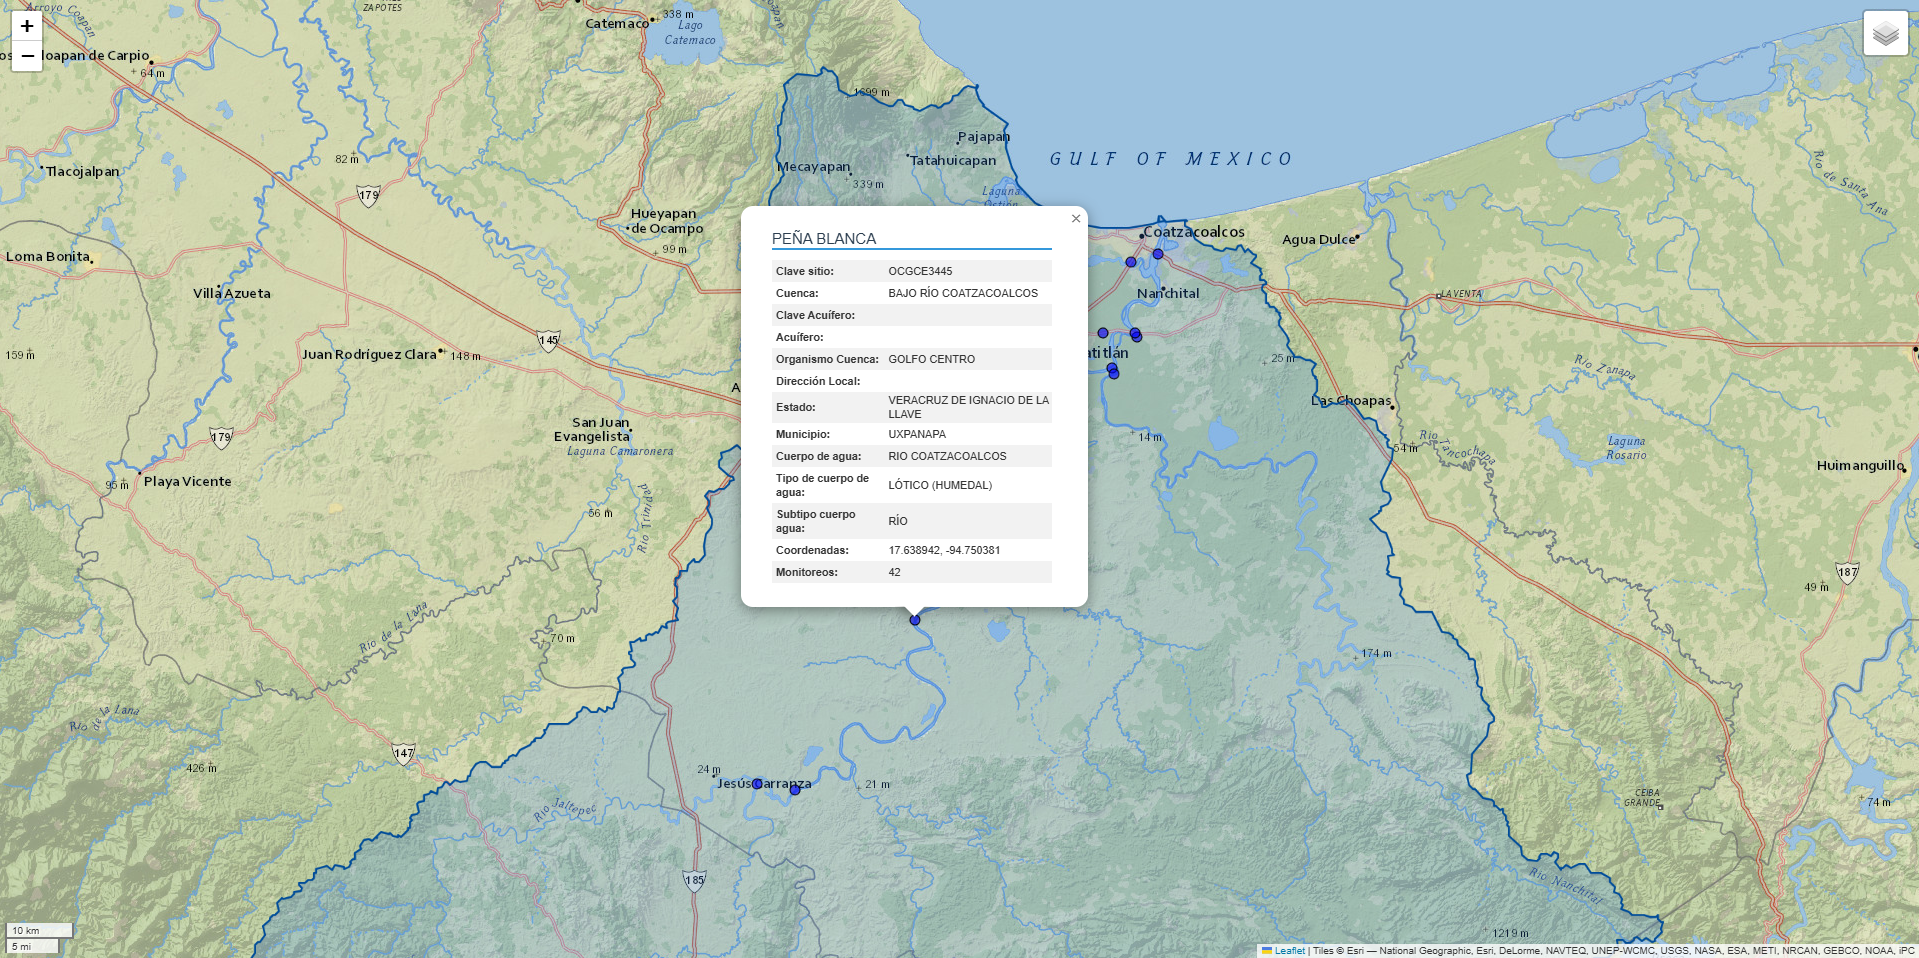 +
−
Arroyo Coapan
ZAPOTES
Catemaco
338 m
Lago
Catemaco
loapan de Carpio
64 m
1699 m
Pajapan
Tatahuicapan
Mecayapan
339 m
Laguna
Ostión
GULF OF MEXICO
82 m
Tlacojalpan
179
Hueyapan
de Ocampo
99 m
Río
de Santa Ana
Loma Bonita
Villa Azueta
Coatzacoalcos
Agua Dulce
Nanchital
LA VENTA
159 m
Juan Rodríguez Clara
148 m
145
atitlán
25 m
Río Zanapa
A
Las Choapas
179
San Juan
Evangelista
Laguna Camaronera
14 m
54 m
Río Tancochapa
Laguna
Rosario
Huimanguillo
95 m
Playa Vicente
56 m
Río Trinidad
×
PEÑA BLANCA
Clave sitio: OCGCE3445
Cuenca: BAJO RÍO COATZACOALCOS
Clave Acuífero:
Acuífero:
Organismo Cuenca: GOLFO CENTRO
Dirección Local:
Estado: VERACRUZ DE IGNACIO DE LA
LLAVE
Municipio: UXPANAPA
Cuerpo de agua: RIO COATZACOALCOS
Tipo de cuerpo de
agua: LÓTICO (HUMEDAL)
Subtipo cuerpo
agua: RÍO
Coordenadas: 17.638942, -94.750381
Monitoreos: 42
187
49 m
Río de la Lana
70 m
174 m
Río de la Lana
147
426 m
24 m
Jesús Carranza
21 m
Río Jaltepec
CEIBA
GRANDE
74 m
185
Río Nanchital
1219 m
10 km
5 mi
Leaflet | Tiles © Esri — National Geographic, Esri, DeLorme, NAVTEQ, UNEP-WCMC, USGS, NASA, ESA, METI, NRCAN, GEBCO, NOAA, iPC